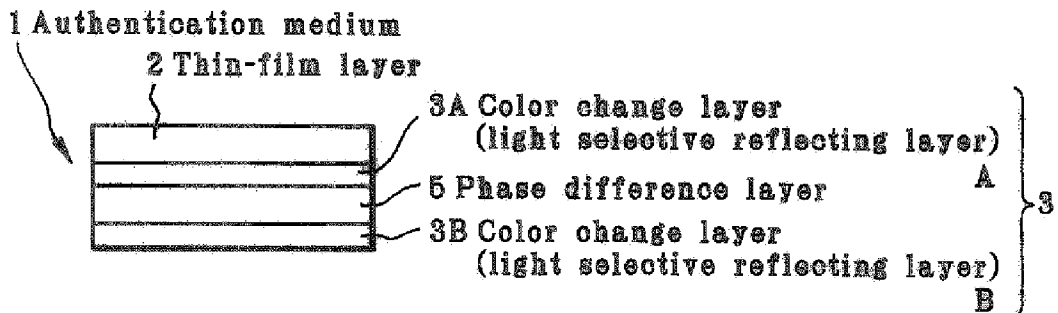 1 Authentication medium
2 Thin-film layer
3A Color change layer
(light selective reflecting layer)
A
5 Phase difference layer
3
3B Color change layer
(light selective reflecting layer)
B